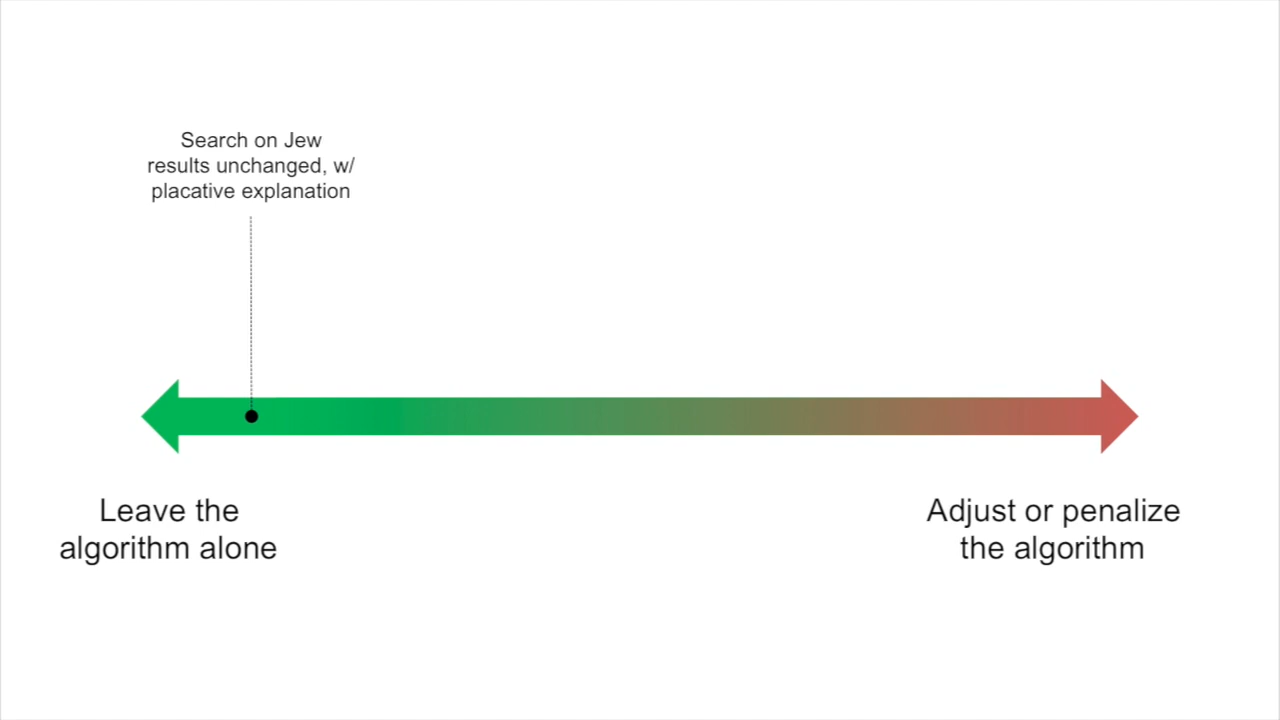 Search on Jew
results unchanged, w/
placative explanation
Leave the
algorithm alone
Adjust or penalize
the algorithm